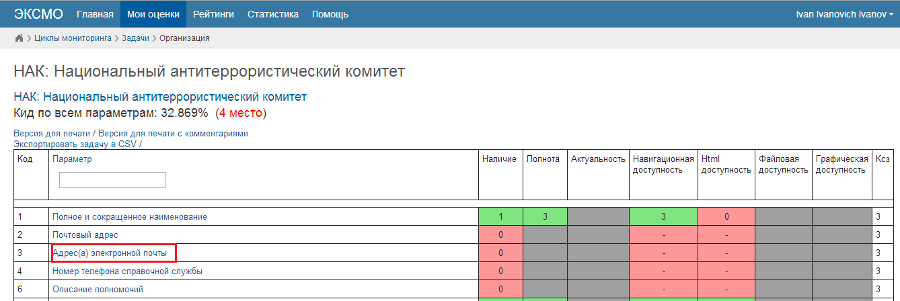 ЭКСМО Главная Мои оценки Рейтинги Статистика Помощь Ivan Ivanovich Ivanov
Циклы мониторинга > Задачи > Организация
НАК: Национальный антитеррористический комитет
НАК: Национальный антитеррористический комитет
Кид по всем параметрам: 32.869% (4 место)
Версия для печати / Версия для печати с комментариями
Экспортировать задачу в CSV /
Код Параметр Наличие Полнота Актуальность Навигационная доступность Html доступность Файловая доступность Графическая доступность Ксз
1 Полное и сокращенное наименование 1 3 3 0 3
2 Почтовый адрес 0 - - 3
3 Адрес(а) электронной почты 0 - - 3
4 Номер телефона справочной службы 0 - - 3
6 Описание полномочий 0 - - 3